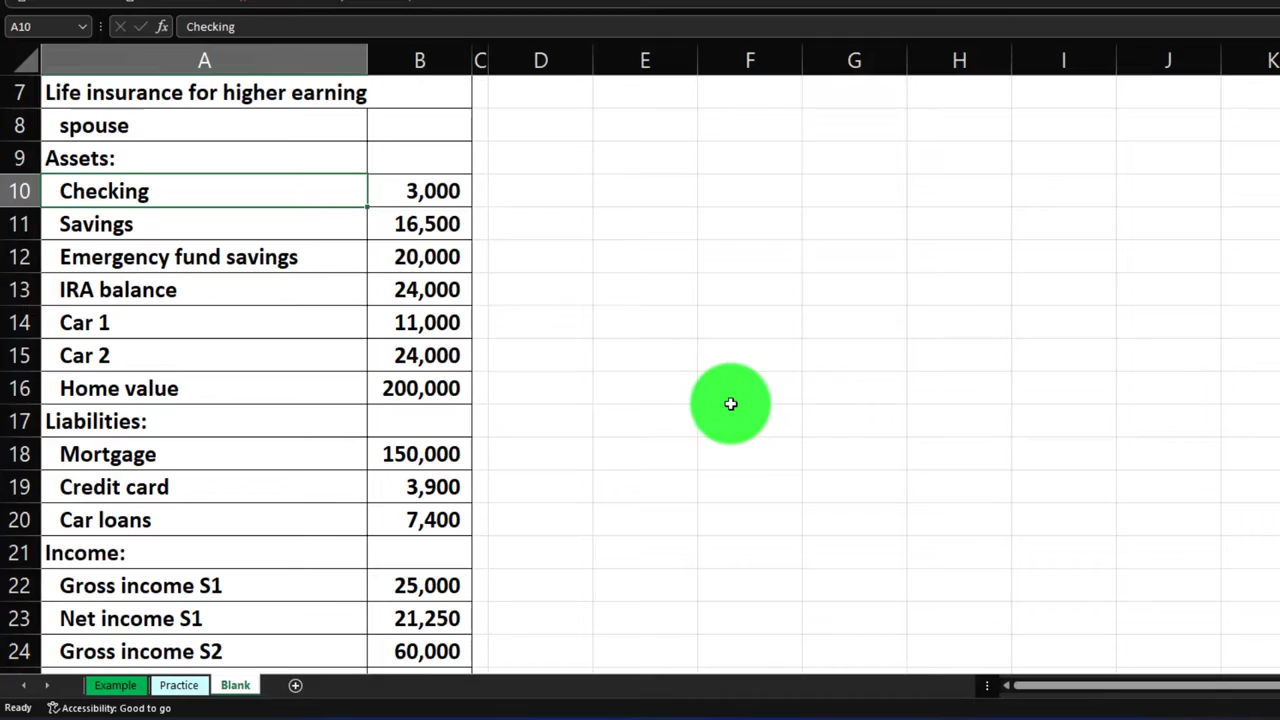 A10 fx Checking
A B C D E F G H I J K
7 Life insurance for higher earning
8 spouse
9 Assets:
10 Checking 3,000
11 Savings 16,500
12 Emergency fund savings 20,000
13 IRA balance 24,000
14 Car 1 11,000
15 Car 2 24,000
16 Home value 200,000
17 Liabilities:
18 Mortgage 150,000
19 Credit card 3,900
20 Car loans 7,400
21 Income:
22 Gross income S1 25,000
23 Net income S1 21,250
24 Gross income S2 60,000
Example Practice Blank
Ready Accessibility: Good to go